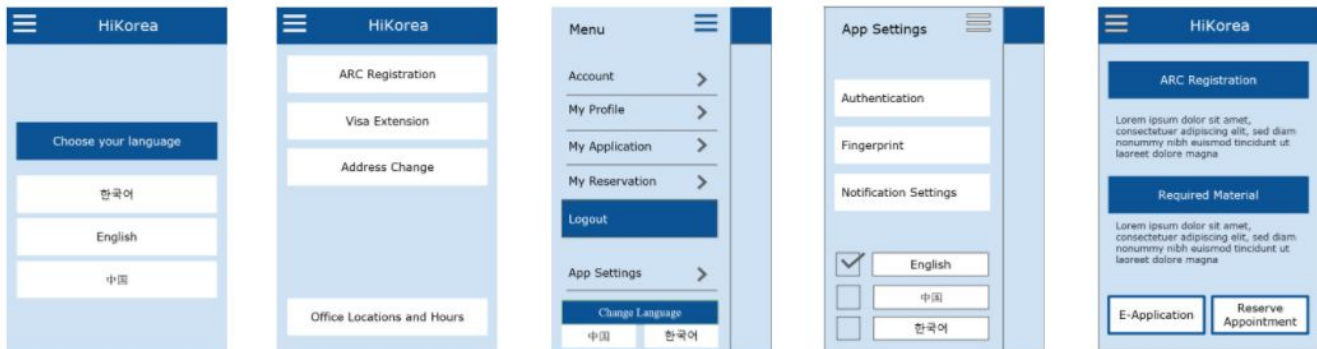 HiKorea
Choose your language
한국어
English
中国
HiKorea
ARC Registration
Visa Extension
Address Change
Office Locations and Hours
Menu
Account
My Profile
My Application
My Reservation
Logout
App Settings
Change Language
中国 한국어
App Settings
Authentication
Fingerprint
Notification Settings
English
中国
한국어
HiKorea
ARC Registration
Lorem ipsum dolor sit amet,
consectetuer adipiscing elit, sed diam
nonummy nibh euismod tincidunt ut
laoreet dolore magna
Required Material
Lorem ipsum dolor sit amet,
consectetuer adipiscing elit, sed diam
nonummy nibh euismod tincidunt ut
laoreet dolore magna
E-Application
Reserve
Appointment